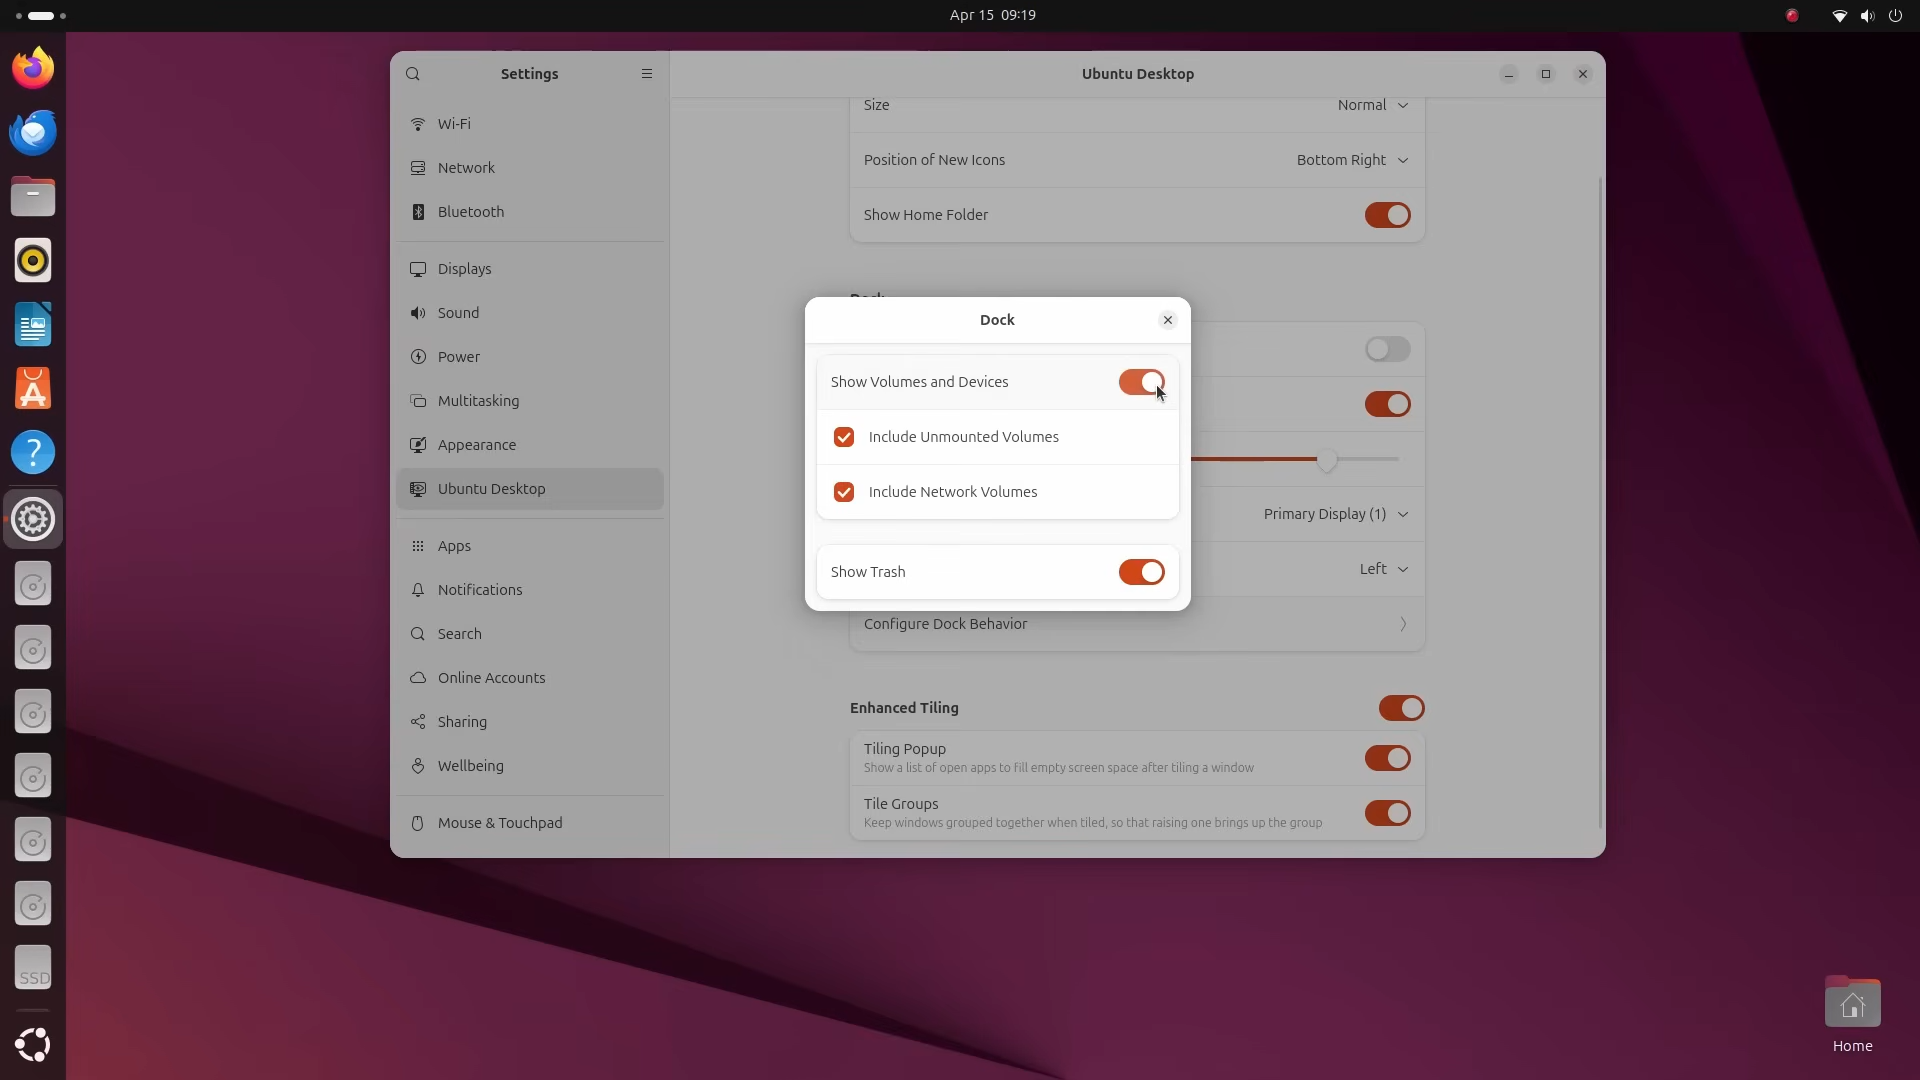 Apr 15 09:19
Settings
Ubuntu Desktop
Wi-Fi
Network
Bluetooth
Displays
Sound
Power
Multitasking
Appearance
Ubuntu Desktop
Apps
Notifications
Search
Online Accounts
Sharing
Wellbeing
Mouse & Touchpad
Size
Normal
Position of New Icons
Bottom Right
Show Home Folder
Dock
Show Volumes and Devices
Include Unmounted Volumes
Include Network Volumes
Show Trash
Primary Display (1)
Left
Configure Dock Behavior
Enhanced Tiling
Tiling Popup
Show a list of open apps to fill empty screen space after tiling a window
Tile Groups
Keep windows grouped together when tiled, so that raising one brings up the group
SSD
Home